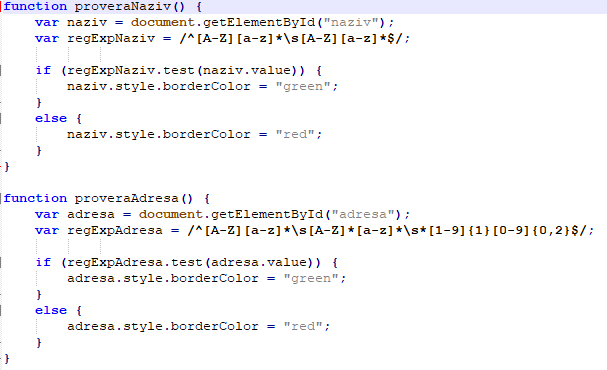 function proveraNaziv() {
    var naziv = document.getElementById("naziv");
    var regExpNaziv = /^[A-Z][a-z]*\s[A-Z][a-z]*$/;
    if (regExpNaziv.test(naziv.value)) {
        naziv.style.borderColor = "green";
    }
    else {
        naziv.style.borderColor = "red";
    }
}
function proveraAdresa() {
    var adresa = document.getElementById("adresa");
    var regExpAdresa = /^[A-Z][a-z]*\s[A-Z]*[a-z]*\s*[1-9]{1}[0-9]{0,2}$/;
    if (regExpAdresa.test(adresa.value)) {
        adresa.style.borderColor = "green";
    }
    else {
        adresa.style.borderColor = "red";
    }
}